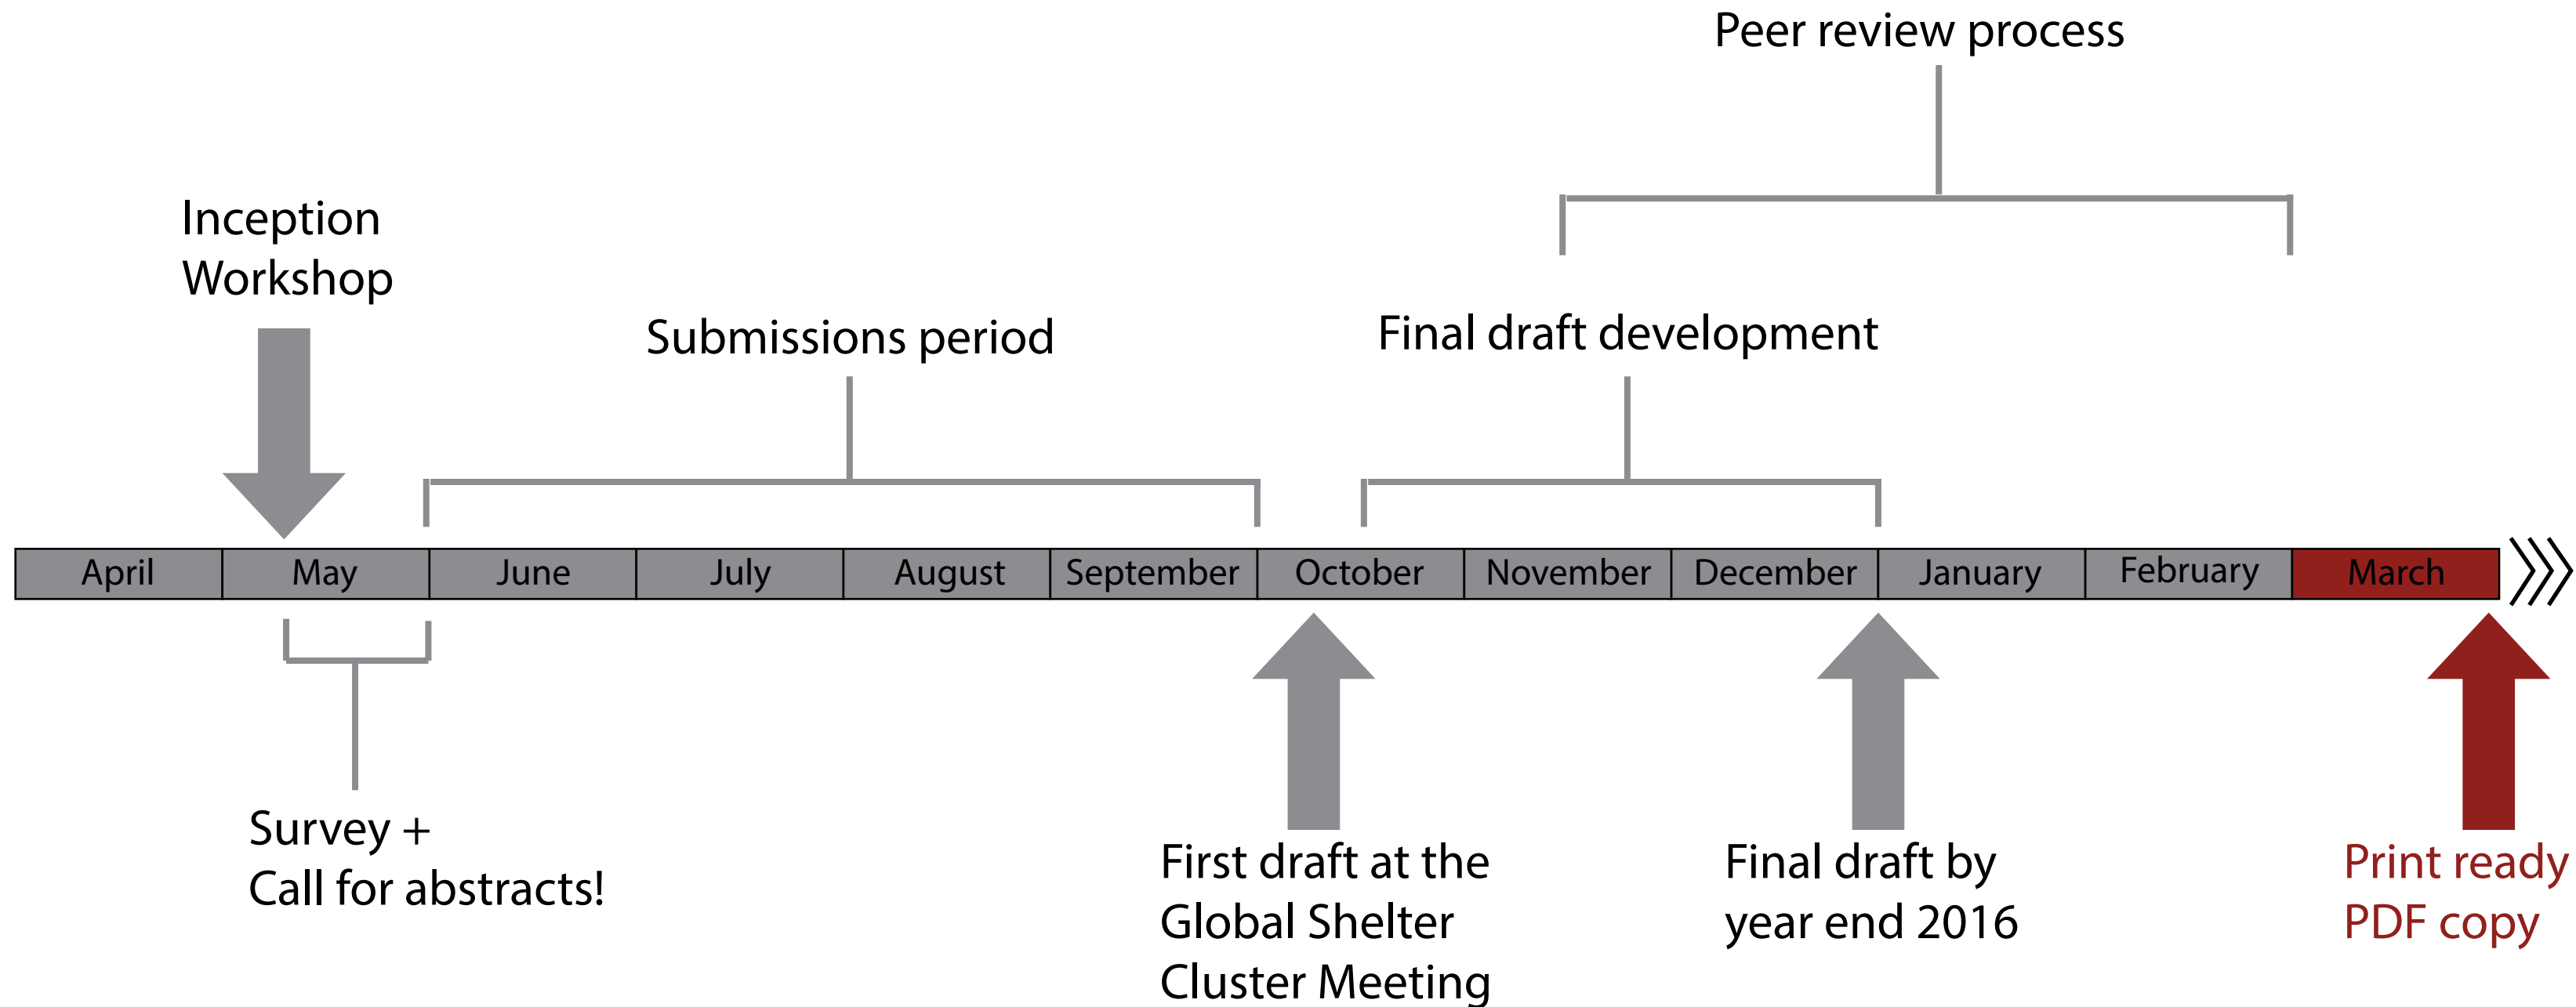 Peer review process
Inception
Workshop
Submissions period
Final draft development
April
May
June
July
August
September
October
November
December
January
February
March
Survey +
Call for abstracts!
First draft at the
Global Shelter
Cluster Meeting
Final draft by
year end 2016
Print ready
PDF copy